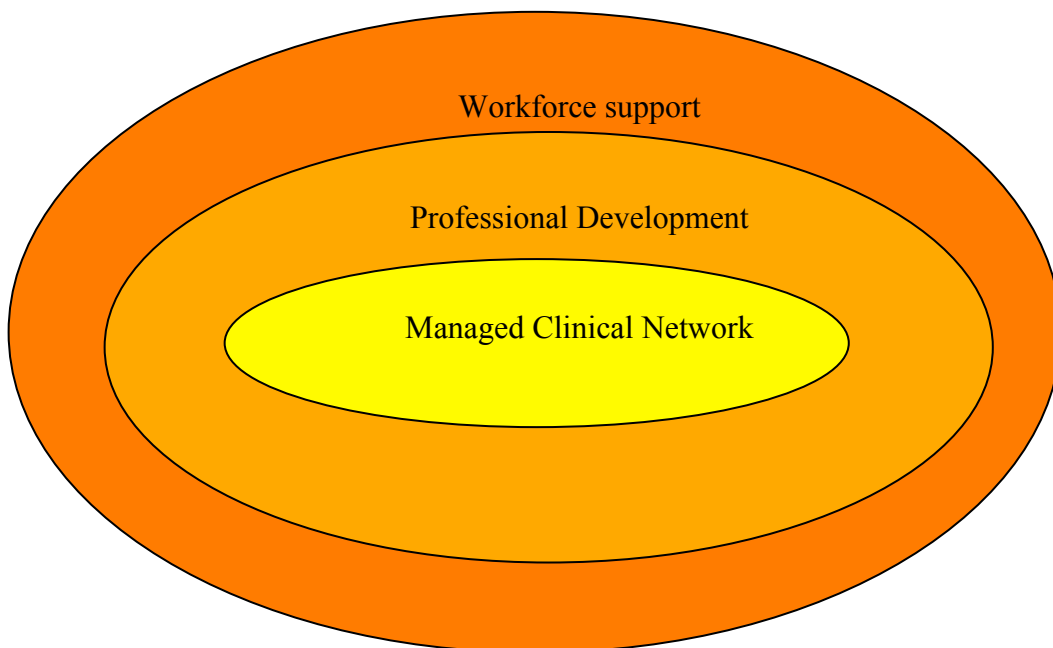 Workforce support
Professional Development
Managed Clinical Network